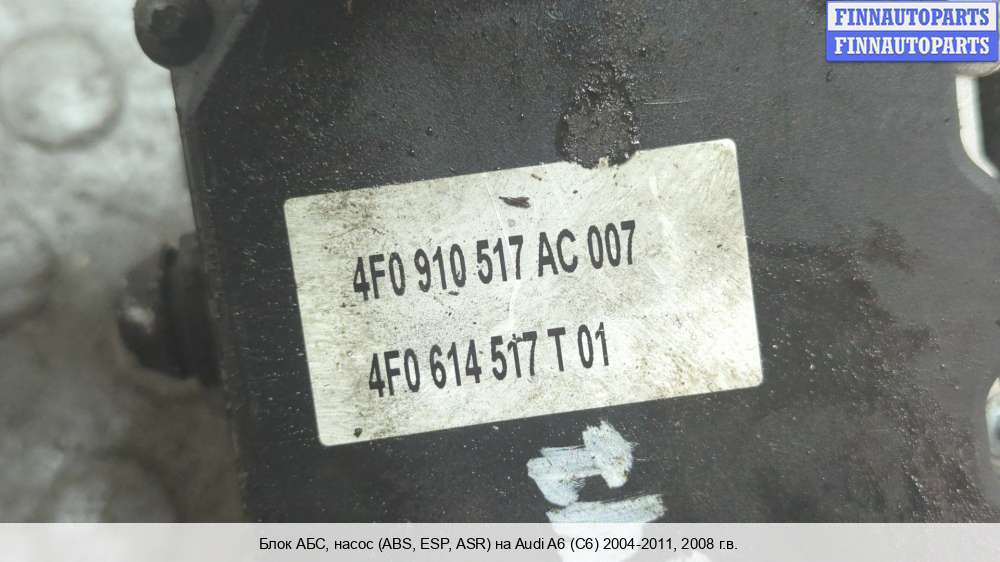 FINNAUTOPARTS
FINNAUTOPARTS
4F0 910 517 AC 007
4F0 614 517 T 01
Блок АБС, насос (ABS, ESP, ASR) на Audi A6 (C6) 2004-2011, 2008 г.в.